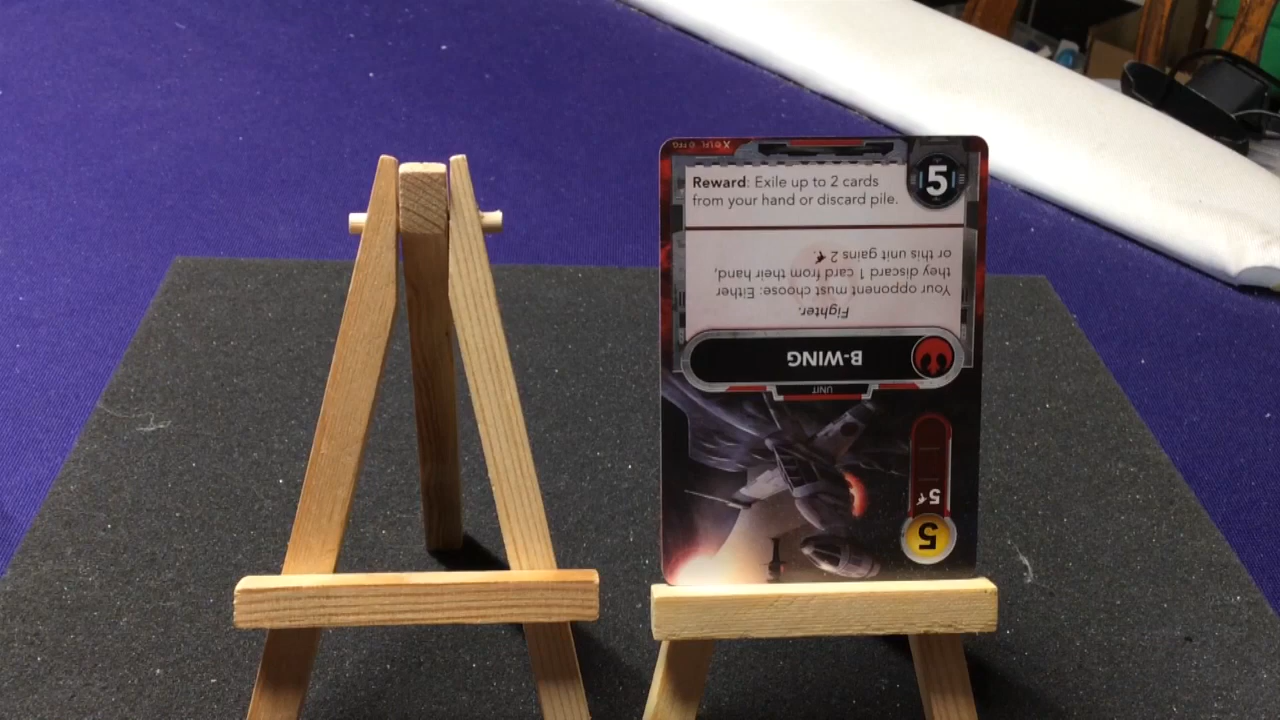 5
Reward: Exile up to 2 cards
from your hand or discard pile.
5
5
UNIT
B-WING
Fighter.
Your opponent must choose: Either
they discard 1 card from their hand,
or this unit gains 2 .